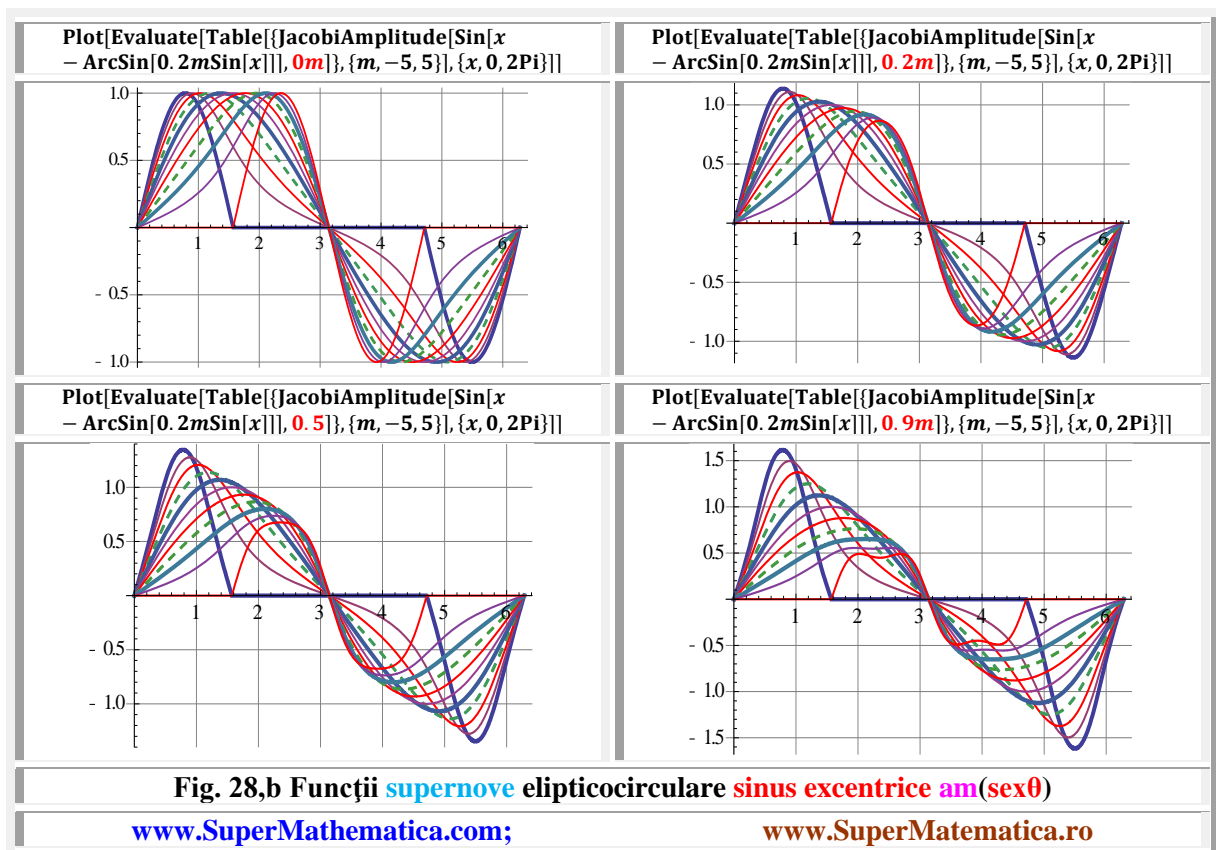 Plot[Evaluate[Table[{JacobiAmplitude[Sin[x
− ArcSin[0.2mSin[x]]],0m]},{m,−5,5}],{x,0,2Pi}]]
Plot[Evaluate[Table[{JacobiAmplitude[Sin[x
− ArcSin[0.2mSin[x]]],0.2m]},{m,−5,5}],{x,0,2Pi}]]
1.0
0.5
- 0.5
- 1.0
1 2 3 4 5 6
1.0
0.5
- 0.5
- 1.0
1 2 3 4 5 6
Plot[Evaluate[Table[{JacobiAmplitude[Sin[x
− ArcSin[0.2mSin[x]]],0.5]},{m,−5,5}],{x,0,2Pi}]]
Plot[Evaluate[Table[{JacobiAmplitude[Sin[x
− ArcSin[0.2mSin[x]]],0.9m]},{m,−5,5}],{x,0,2Pi}]]
1.0
0.5
- 0.5
- 1.0
1 2 3 4 5 6
1.5
1.0
0.5
- 0.5
- 1.0
- 1.5
1 2 3 4 5 6
Fig. 28,b Funcţii supernove elipticocirculare sinus excentrice am(sexθ)
www.SuperMathematica.com; www.SuperMatematica.ro